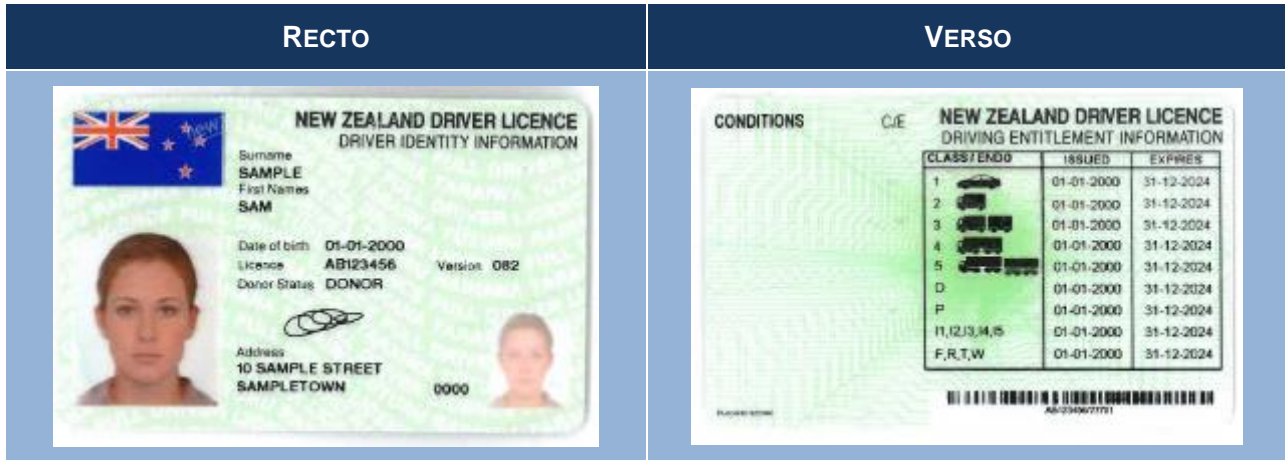 RECTO
VERSO
NEW ZEALAND DRIVER LICENCE
DRIVER IDENTITY INFORMATION
Surname
SAMPLE
First Names
SAM
Date of birth 01-01-2000
Licence AB123456 Version 082
Donor Status DONOR
Address
10 SAMPLE STREET
SAMPLETOWN 0000
CONDITIONS C/E
NEW ZEALAND DRIVER LICENCE
DRIVING ENTITLEMENT INFORMATION
CLASS / ENDO ISSUED EXPIRES
1 01-01-2000 31-12-2024
2 01-01-2000 31-12-2024
3 01-01-2000 31-12-2024
4 01-01-2000 31-12-2024
5 01-01-2000 31-12-2024
D 01-01-2000 31-12-2024
P 01-01-2000 31-12-2024
I1,I2,I3,I4,I5 01-01-2000 31-12-2024
F,R,T,W 01-01-2000 31-12-2024